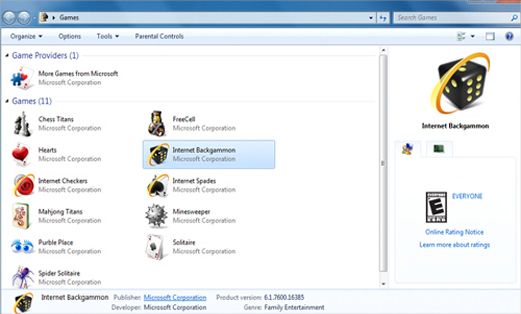 Games
Search Games
Organize
Options
Tools
Parental Controls
Game Providers (1)
More Games from Microsoft
Microsoft Corporation
Games (11)
Chess Titans
Microsoft Corporation
FreeCell
Microsoft Corporation
Hearts
Microsoft Corporation
Internet Backgammon
Microsoft Corporation
Internet Checkers
Microsoft Corporation
Internet Spades
Microsoft Corporation
Mahjong Titans
Microsoft Corporation
Minesweeper
Microsoft Corporation
Purble Place
Microsoft Corporation
Solitaire
Microsoft Corporation
Spider Solitaire
Microsoft Corporation
Internet Backgammon
E
EVERYONE
Online Rating Notice
Learn more about ratings
Internet Backgammon Publisher: Microsoft Corporation Product version: 6.1.7600.16385
Developer: Microsoft Corporation Genre: Family Entertainment